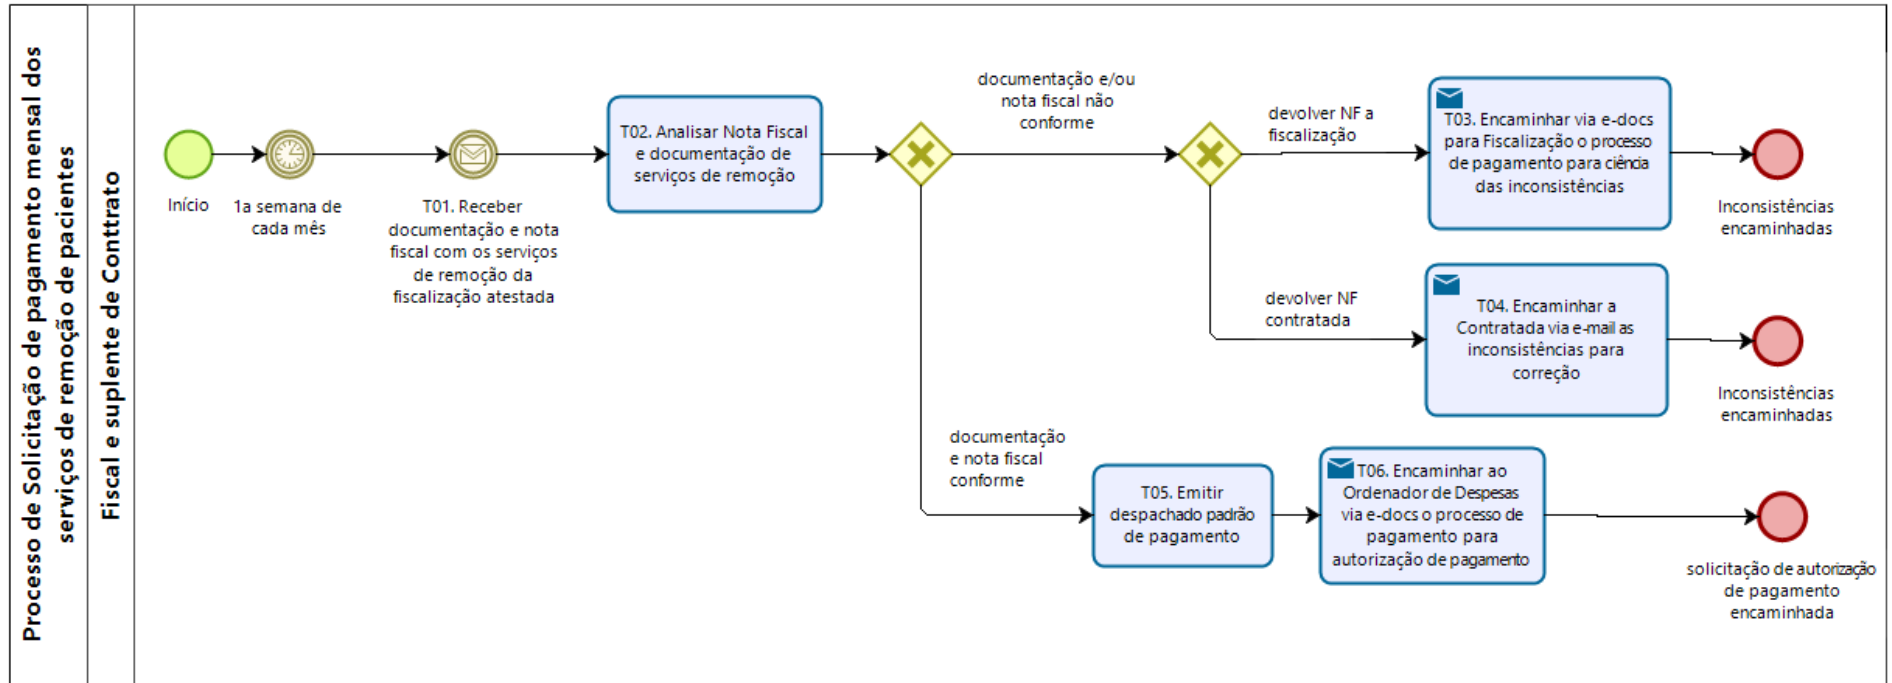 Processo de Solicitação de pagamento mensal dos
serviços de remoção de pacientes
Fiscal e suplente de Conttrato
Início
1a semana de
cada mês
T01. Receber
documentação e nota
fiscal com os serviços
de remoção da
fiscalização atestada
T02. Analisar Nota Fiscal
e documentação de
serviços de remoção
documentação e/ou
nota fiscal não
conforme
devolver NF a
fiscalização
T03. Encaminhar via e-docs
para Fiscalização o processo
de pagamento para ciência
das inconsistências
Inconsistências
encaminhadas
devolver NF
contratada
T04. Encaminhar a
Contratada via e-mail as
inconsistências para
correção
Inconsistências
encaminhadas
documentação
e nota fiscal
conforme
T05. Emitir
despachado padrão
de pagamento
T06. Encaminhar ao
Ordenador de Despesas
via e-docs o processo de
pagamento para
autorização de pagamento
solicitação de autorização
de pagamento
encaminhada